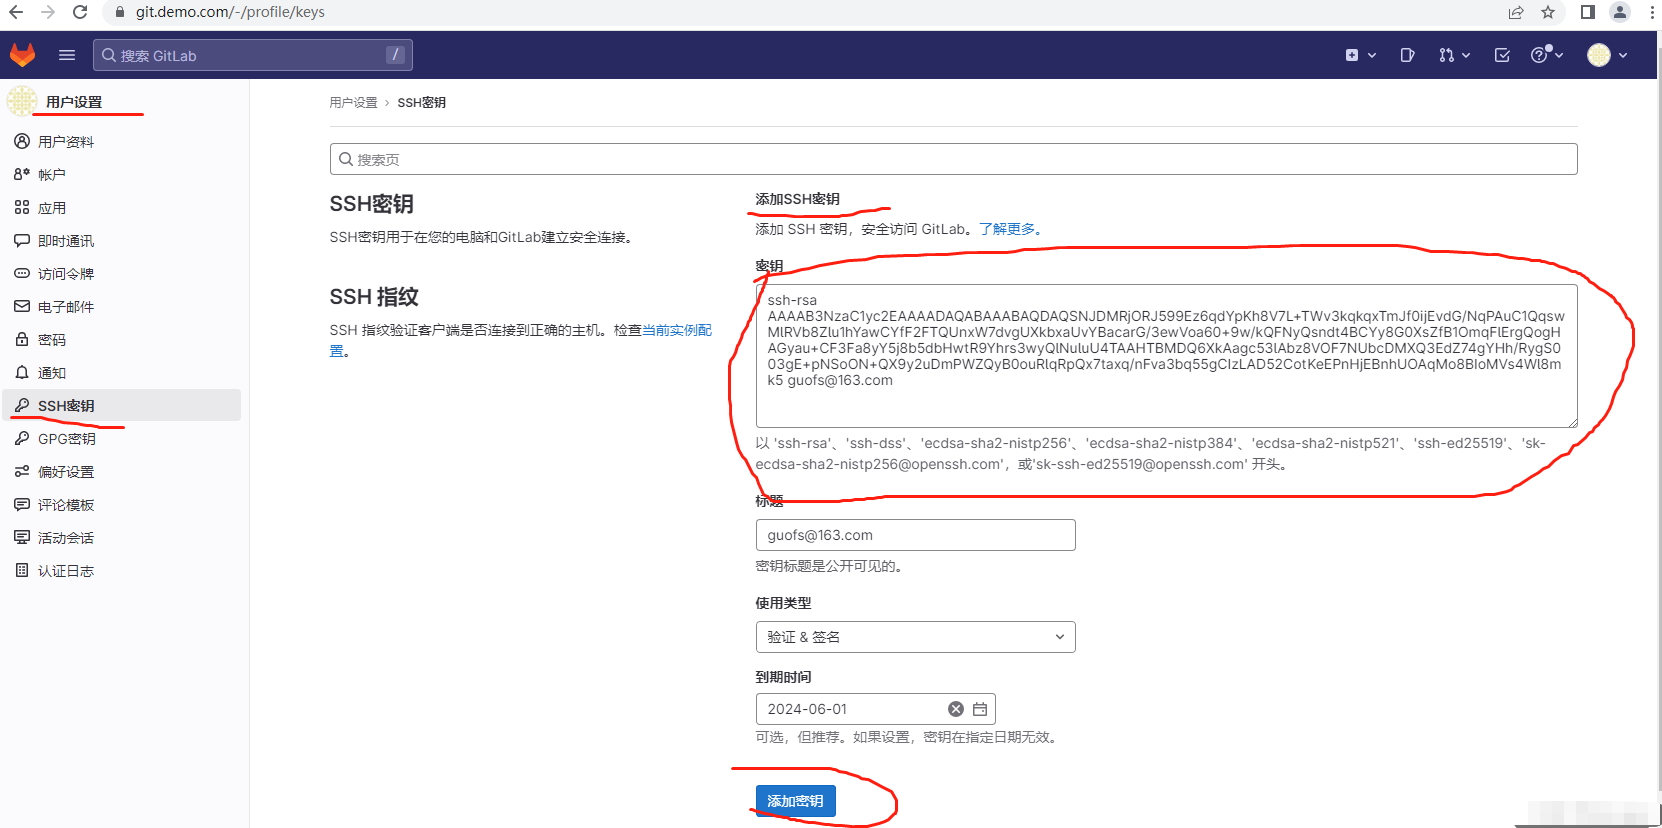 git.demo.com/-/profile/keys
搜索 GitLab /
用户设置
用户资料
帐户
应用
即时通讯
访问令牌
电子邮件
密码
通知
SSH密钥
GPG密钥
偏好设置
评论模板
活动会话
认证日志
用户设置 › SSH密钥
搜索页
SSH密钥
SSH密钥用于在您的电脑和GitLab建立安全连接。
SSH 指纹
SSH 指纹验证客户端是否连接到正确的主机。检查当前实例配
置。
添加SSH密钥
添加 SSH 密钥，安全访问 GitLab。了解更多。
密钥
ssh-rsa
AAAAB3NzaC1yc2EAAAADAQABAAABAQDAQSNJDMRjORJ599Ez6qdYpKh8V7L+TWv3kqkqxTmJf0ijEvdG/NqPAuC1Qqsw
MlRVb8ZIu1hYawCYfF2FTQUnxW7dvgUXkbxaUvYBacarG/3ewVoa60+9w/kQFNyQsndt4BCYy8G0XsZfB1OmqFlErgQogH
AGyau+CF3Fa8yY5j8b5dbHwtR9Yhrs3wyQlNuluU4TAAHTBMDQ6XkAagc53lAbz8VOF7NUbcDMXQ3EdZ74gYHh/RygS0
03gE+pNSoON+QX9y2uDmPWZQyB0ouRlqRpQx7taxq/nFva3bq55gCIzLAD52CotKeEPnHjEBnhUOAqMo8BIoMVs4Wl8m
k5 guofs@163.com
以 'ssh-rsa'、'ssh-dss'、'ecdsa-sha2-nistp256'、'ecdsa-sha2-nistp384'、'ecdsa-sha2-nistp521'、'ssh-ed25519'、'sk-
ecdsa-sha2-nistp256@openssh.com'，或'sk-ssh-ed25519@openssh.com' 开头。
标题
guofs@163.com
密钥标题是公开可见的。
使用类型
验证 & 签名
到期时间
2024-06-01
可选，但推荐。如果设置，密钥在指定日期无效。
添加密钥